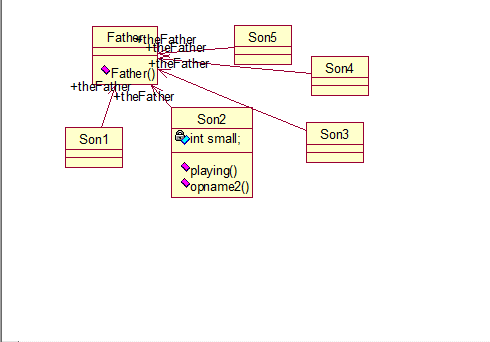 Father
+theFather
+theFather
+theFather
Father()
+theFather
+theFather
Son5
Son4
Son3
Son1
Son2
int small;
playing()
opname2()